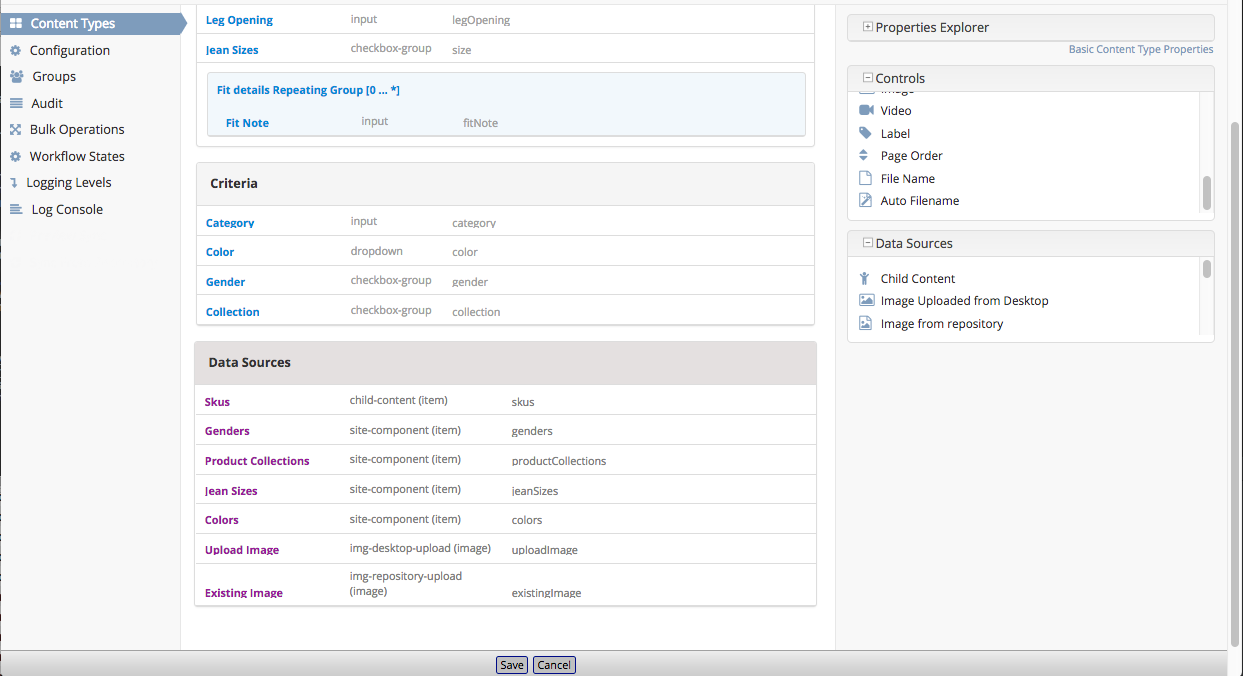 Content Types
Configuration
Groups
Audit
Bulk Operations
Workflow States
Logging Levels
Log Console
Leg Opening input legOpening
Jean Sizes checkbox-group size
Fit details Repeating Group [0 ... *]
Fit Note input fitNote
Criteria
Category input category
Color dropdown color
Gender checkbox-group gender
Collection checkbox-group collection
Data Sources
Skus child-content (item) skus
Genders site-component (item) genders
Product Collections site-component (item) productCollections
Jean Sizes site-component (item) jeanSizes
Colors site-component (item) colors
Upload Image img-desktop-upload (image) uploadImage
img-repository-upload
(image)
Existing Image existingImage
Properties Explorer
Basic Content Type Properties
Controls
Image
Video
Label
Page Order
File Name
Auto Filename
Data Sources
Child Content
Image Uploaded from Desktop
Image from repository
Save Cancel